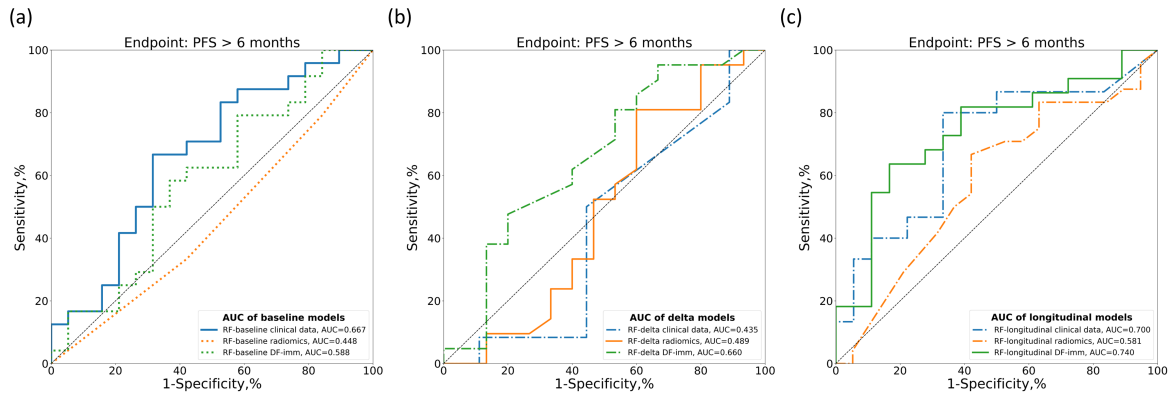 (a)
Endpoint: PFS > 6 months
100
80
60
40
20
0
Sensitivity,%
0 20 40 60 80 100
1-Specificity,%
AUC of baseline models
RF-baseline clinical data, AUC=0.667
RF-baseline radiomics, AUC=0.448
RF-baseline DF-imm, AUC=0.588
(b)
Endpoint: PFS > 6 months
100
80
60
40
20
0
Sensitivity,%
0 20 40 60 80 100
1-Specificity,%
AUC of delta models
RF-delta clinical data, AUC=0.435
RF-delta radiomics, AUC=0.489
RF-delta DF-imm, AUC=0.660
(c)
Endpoint: PFS > 6 months
100
80
60
40
20
0
Sensitivity,%
0 20 40 60 80 100
1-Specificity,%
AUC of longitudinal models
RF-longitudinal clinical data, AUC=0.700
RF-longitudinal radiomics, AUC=0.581
RF-longitudinal DF-imm, AUC=0.740